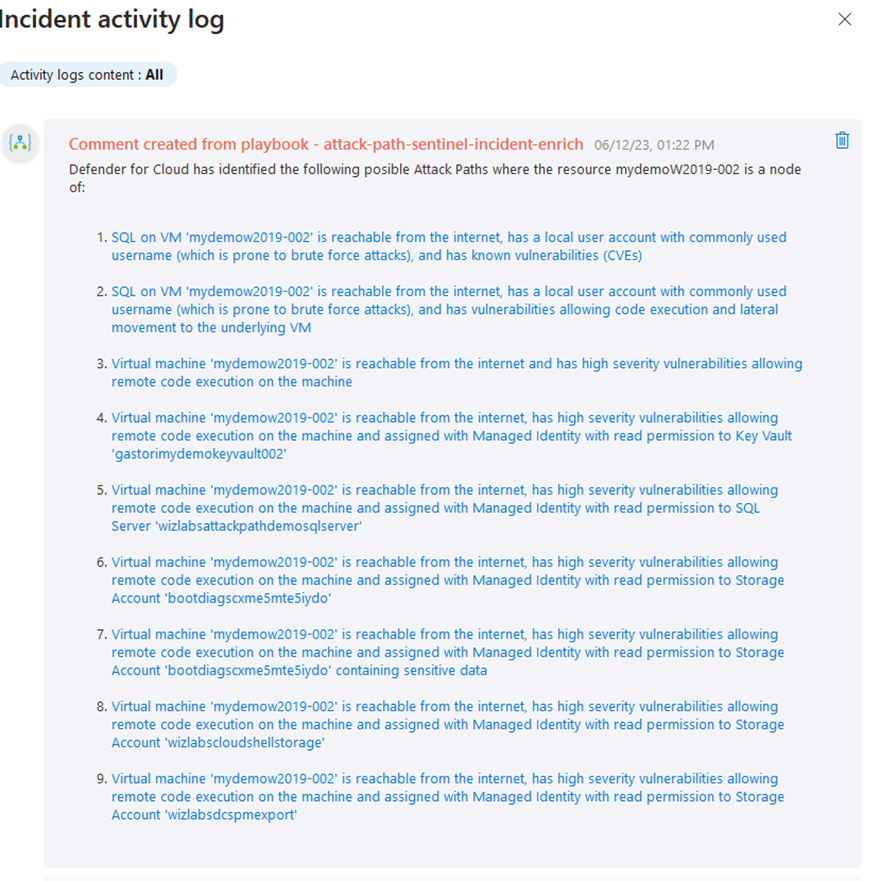 Incident activity log
Activity logs content : All
Comment created from playbook - attack-path-sentinel-incident-enrich 06/12/23, 01:22 PM
Defender for Cloud has identified the following posible Attack Paths where the resource mydemoW2019-002 is a node
of:
1. SQL on VM 'mydemow2019-002' is reachable from the internet, has a local user account with commonly used
username (which is prone to brute force attacks), and has known vulnerabilities (CVEs)
2. SQL on VM 'mydemow2019-002' is reachable from the internet, has a local user account with commonly used
username (which is prone to brute force attacks), and has vulnerabilities allowing code execution and lateral
movement to the underlying VM
3. Virtual machine 'mydemow2019-002' is reachable from the internet and has high severity vulnerabilities allowing
remote code execution on the machine
4. Virtual machine 'mydemow2019-002' is reachable from the internet, has high severity vulnerabilities allowing
remote code execution on the machine and assigned with Managed Identity with read permission to Key Vault
'gastorimydemokeyvault002'
5. Virtual machine 'mydemow2019-002' is reachable from the internet, has high severity vulnerabilities allowing
remote code execution on the machine and assigned with Managed Identity with read permission to SQL
Server 'wizlabsattackpathdemosqlserver'
6. Virtual machine 'mydemow2019-002' is reachable from the internet, has high severity vulnerabilities allowing
remote code execution on the machine and assigned with Managed Identity with read permission to Storage
Account 'bootdiagscxme5mte5iydo'
7. Virtual machine 'mydemow2019-002' is reachable from the internet, has high severity vulnerabilities allowing
remote code execution on the machine and assigned with Managed Identity with read permission to Storage
Account 'bootdiagscxme5mte5iydo' containing sensitive data
8. Virtual machine 'mydemow2019-002' is reachable from the internet, has high severity vulnerabilities allowing
remote code execution on the machine and assigned with Managed Identity with read permission to Storage
Account 'wizlabscloudshellstorage'
9. Virtual machine 'mydemow2019-002' is reachable from the internet, has high severity vulnerabilities allowing
remote code execution on the machine and assigned with Managed Identity with read permission to Storage
Account 'wizlabsdcspmexport'